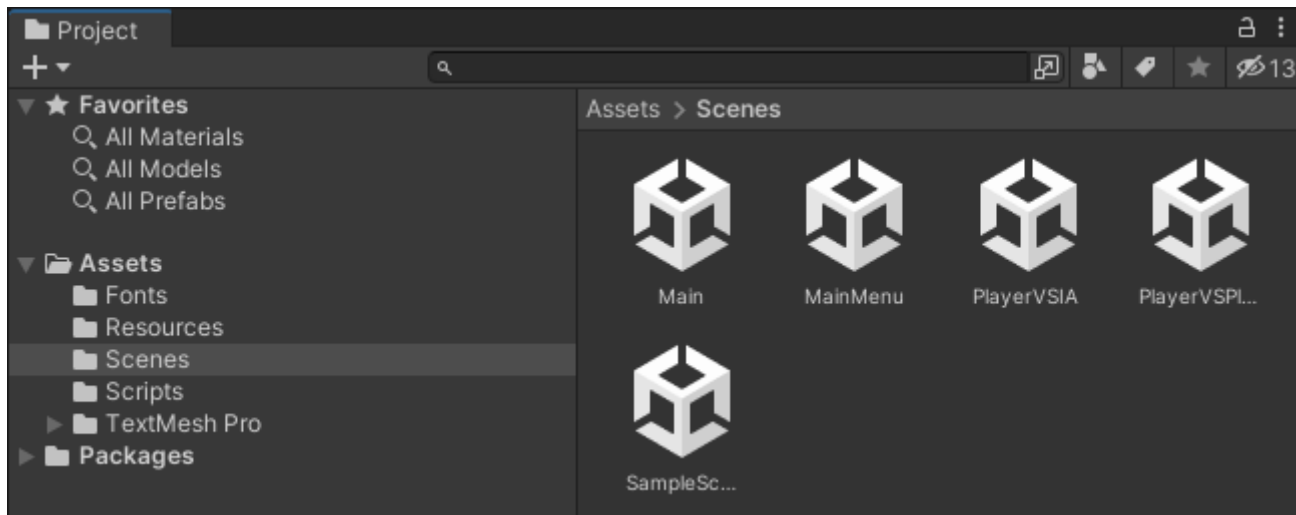 Project
13
Favorites
All Materials
All Models
All Prefabs
Assets
Fonts
Resources
Scenes
Scripts
TextMesh Pro
Packages
Assets > Scenes
Main
MainMenu
PlayerVSIA
PlayerVSPl...
SampleSc...